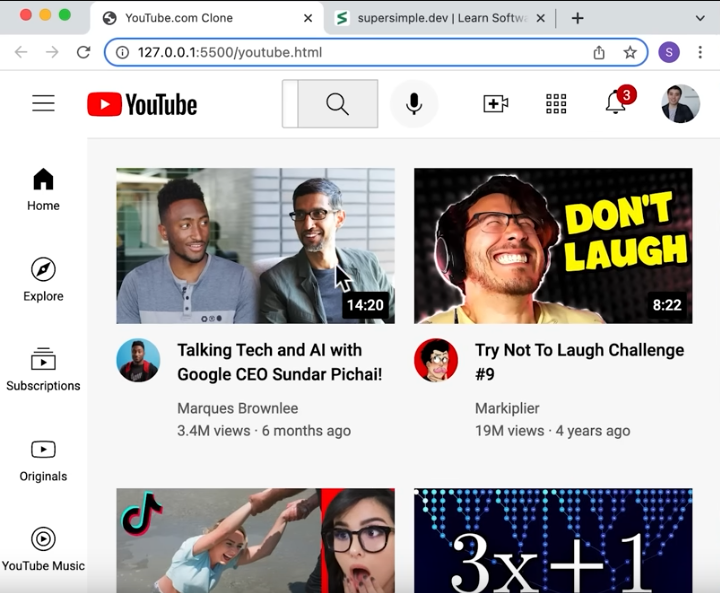 YouTube.com Clone
supersimple.dev | Learn Softw
127.0.0.1:5500/youtube.html
S
YouTube
3
Home
Explore
Subscriptions
Originals
YouTube Music
14:20
Talking Tech and AI with
Google CEO Sundar Pichai!
Marques Brownlee
3.4M views · 6 months ago
DON'T
LAUGH
8:22
Try Not To Laugh Challenge
#9
Markiplier
19M views · 4 years ago
3x+1